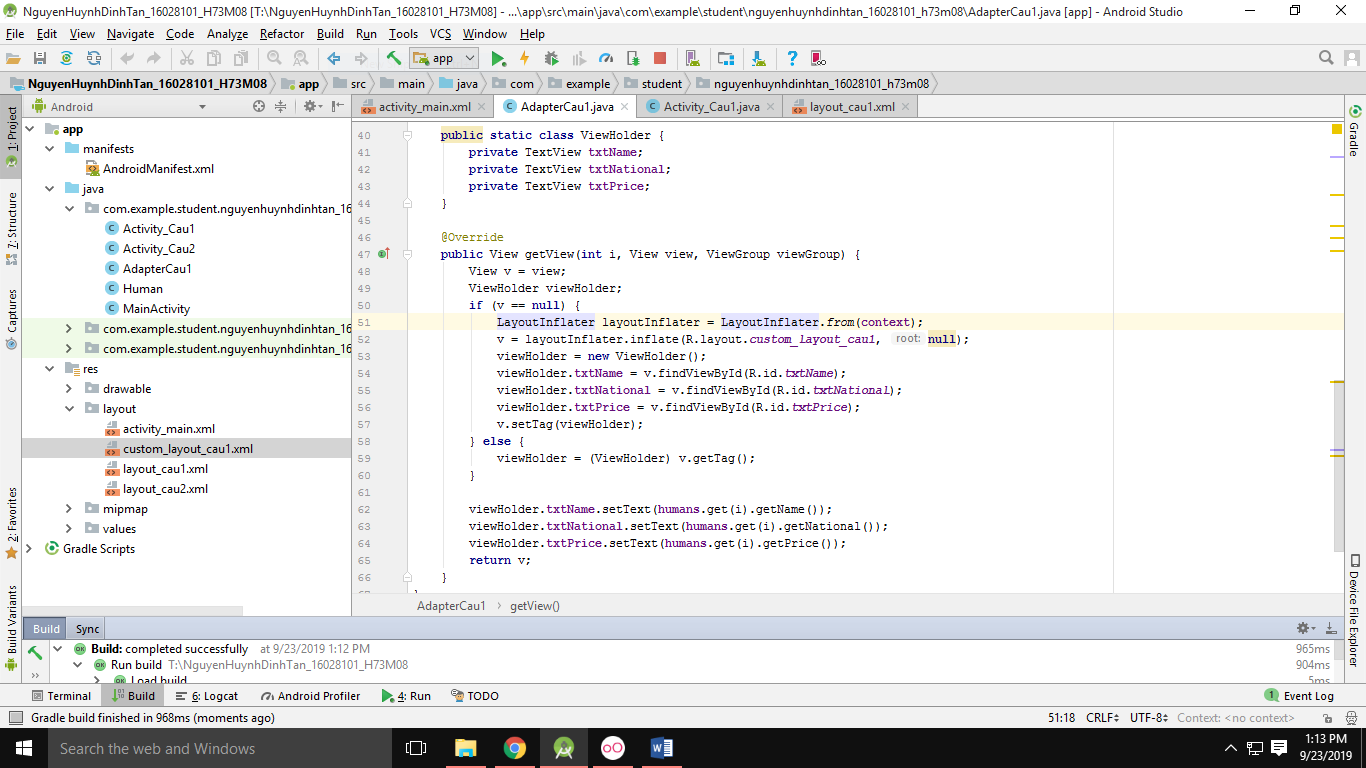 NguyenHuynhDinhTan_16028101_H73M08 [T:\NguyenHuynhDinhTan_16028101_H73M08] - ...\app\src\main\java\com\example\student\nguyenhuynhdinhtan_16028101_h73m08\AdapterCau1.java [app] - Android Studio
File Edit View Navigate Code Analyze Refactor Build Run Tools VCS Window Help
app
NguyenHuynhDinhTan_16028101_H73M08 app src main java com example student nguyenhuynhdinhtan_16028101_h73m08
1: Project
7: Structure
Captures
2: Favorites
Build Variants
Android
app
manifests
AndroidManifest.xml
java
com.example.student.nguyenhuynhdinhtan_16
Activity_Cau1
Activity_Cau2
AdapterCau1
Human
MainActivity
com.example.student.nguyenhuynhdinhtan_16
com.example.student.nguyenhuynhdinhtan_16
res
drawable
layout
activity_main.xml
custom_layout_cau1.xml
layout_cau1.xml
layout_cau2.xml
mipmap
values
Gradle Scripts
activity_main.xml AdapterCau1.java Activity_Cau1.java layout_cau1.xml
40 public static class ViewHolder {
41 private TextView txtName;
42 private TextView txtNational;
43 private TextView txtPrice;
44 }
45
46 @Override
47 public View getView(int i, View view, ViewGroup viewGroup) {
48 View v = view;
49 ViewHolder viewHolder;
50 if (v == null) {
51 LayoutInflater layoutInflater = LayoutInflater.from(context);
52 v = layoutInflater.inflate(R.layout.custom_layout_cau1, root: null);
53 viewHolder = new ViewHolder();
54 viewHolder.txtName = v.findViewById(R.id.txtName);
55 viewHolder.txtNational = v.findViewById(R.id.txtNational);
56 viewHolder.txtPrice = v.findViewById(R.id.txtPrice);
57 v.setTag(viewHolder);
58 } else {
59 viewHolder = (ViewHolder) v.getTag();
60 }
61
62 viewHolder.txtName.setText(humans.get(i).getName());
63 viewHolder.txtNational.setText(humans.get(i).getNational());
64 viewHolder.txtPrice.setText(humans.get(i).getPrice());
65 return v;
66 }
AdapterCau1 getView()
Gradle
Device File Explorer
Build Sync
Build: completed successfully at 9/23/2019 1:12 PM 965ms
Run build T:\NguyenHuynhDinhTan_16028101_H73M08 904ms
Load build 5ms
Terminal Build 6: Logcat Android Profiler 4: Run TODO 1 Event Log
Gradle build finished in 968ms (moments ago) 51:18 CRLF UTF-8 Context: <no context>
Search the web and Windows
1:13 PM
9/23/2019